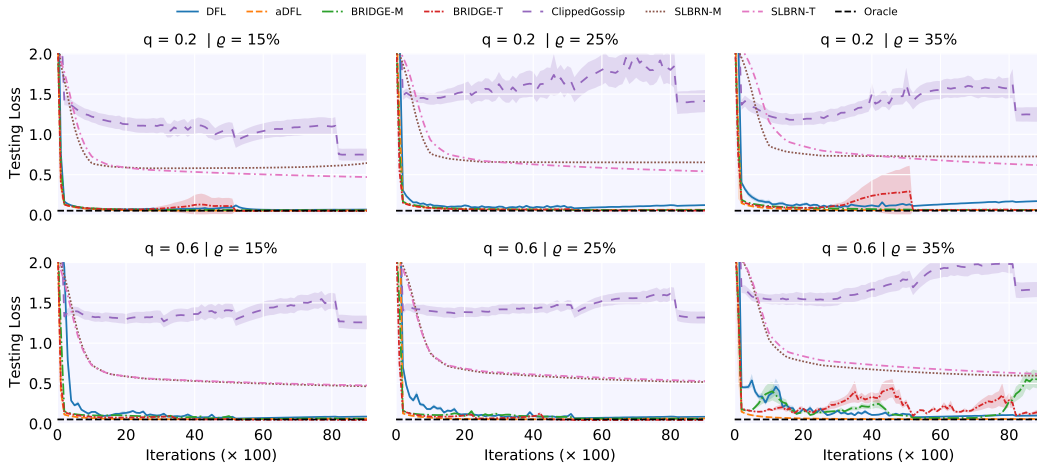 DFL aDFL BRIDGE-M BRIDGE-T ClippedGossip SLBRN-M SLBRN-T Oracle
q = 0.2 | ϱ = 15% q = 0.2 | ϱ = 25% q = 0.2 | ϱ = 35%
Testing Loss
2.0
1.5
1.0
0.5
0.0
q = 0.6 | ϱ = 15% q = 0.6 | ϱ = 25% q = 0.6 | ϱ = 35%
Testing Loss
2.0
1.5
1.0
0.5
0.0
0 20 40 60 80 0 20 40 60 80 0 20 40 60 80
Iterations (× 100) Iterations (× 100) Iterations (× 100)